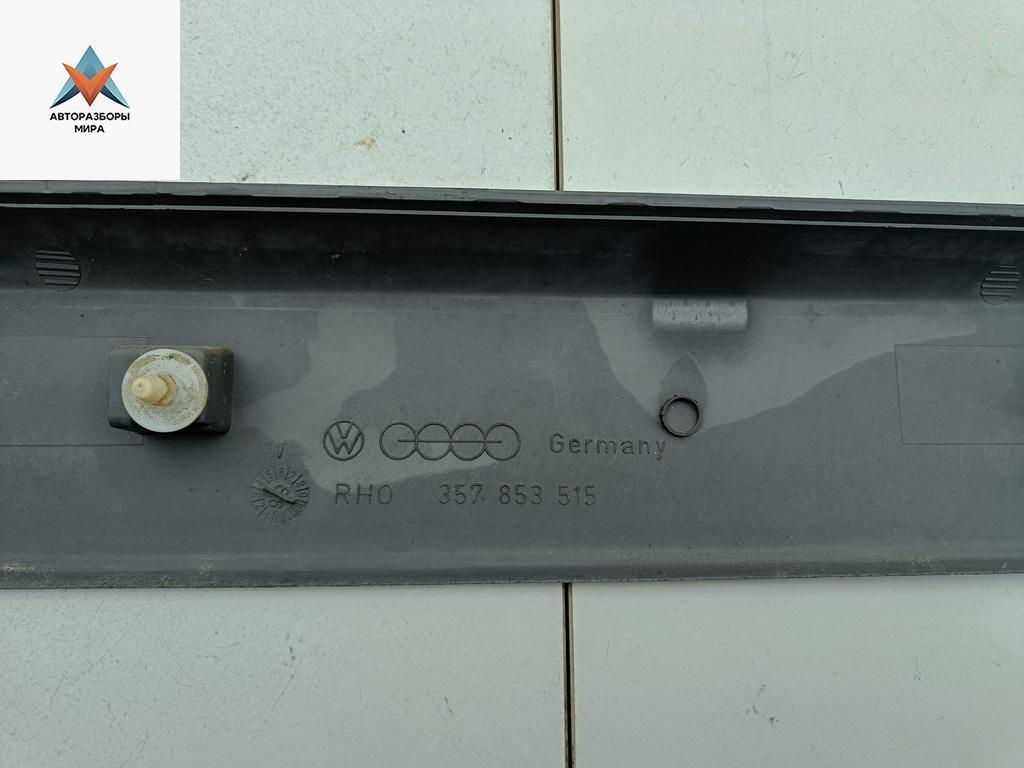 АВТОРАЗБОРЫ
МИРА
Germany
RHO 357 853 515